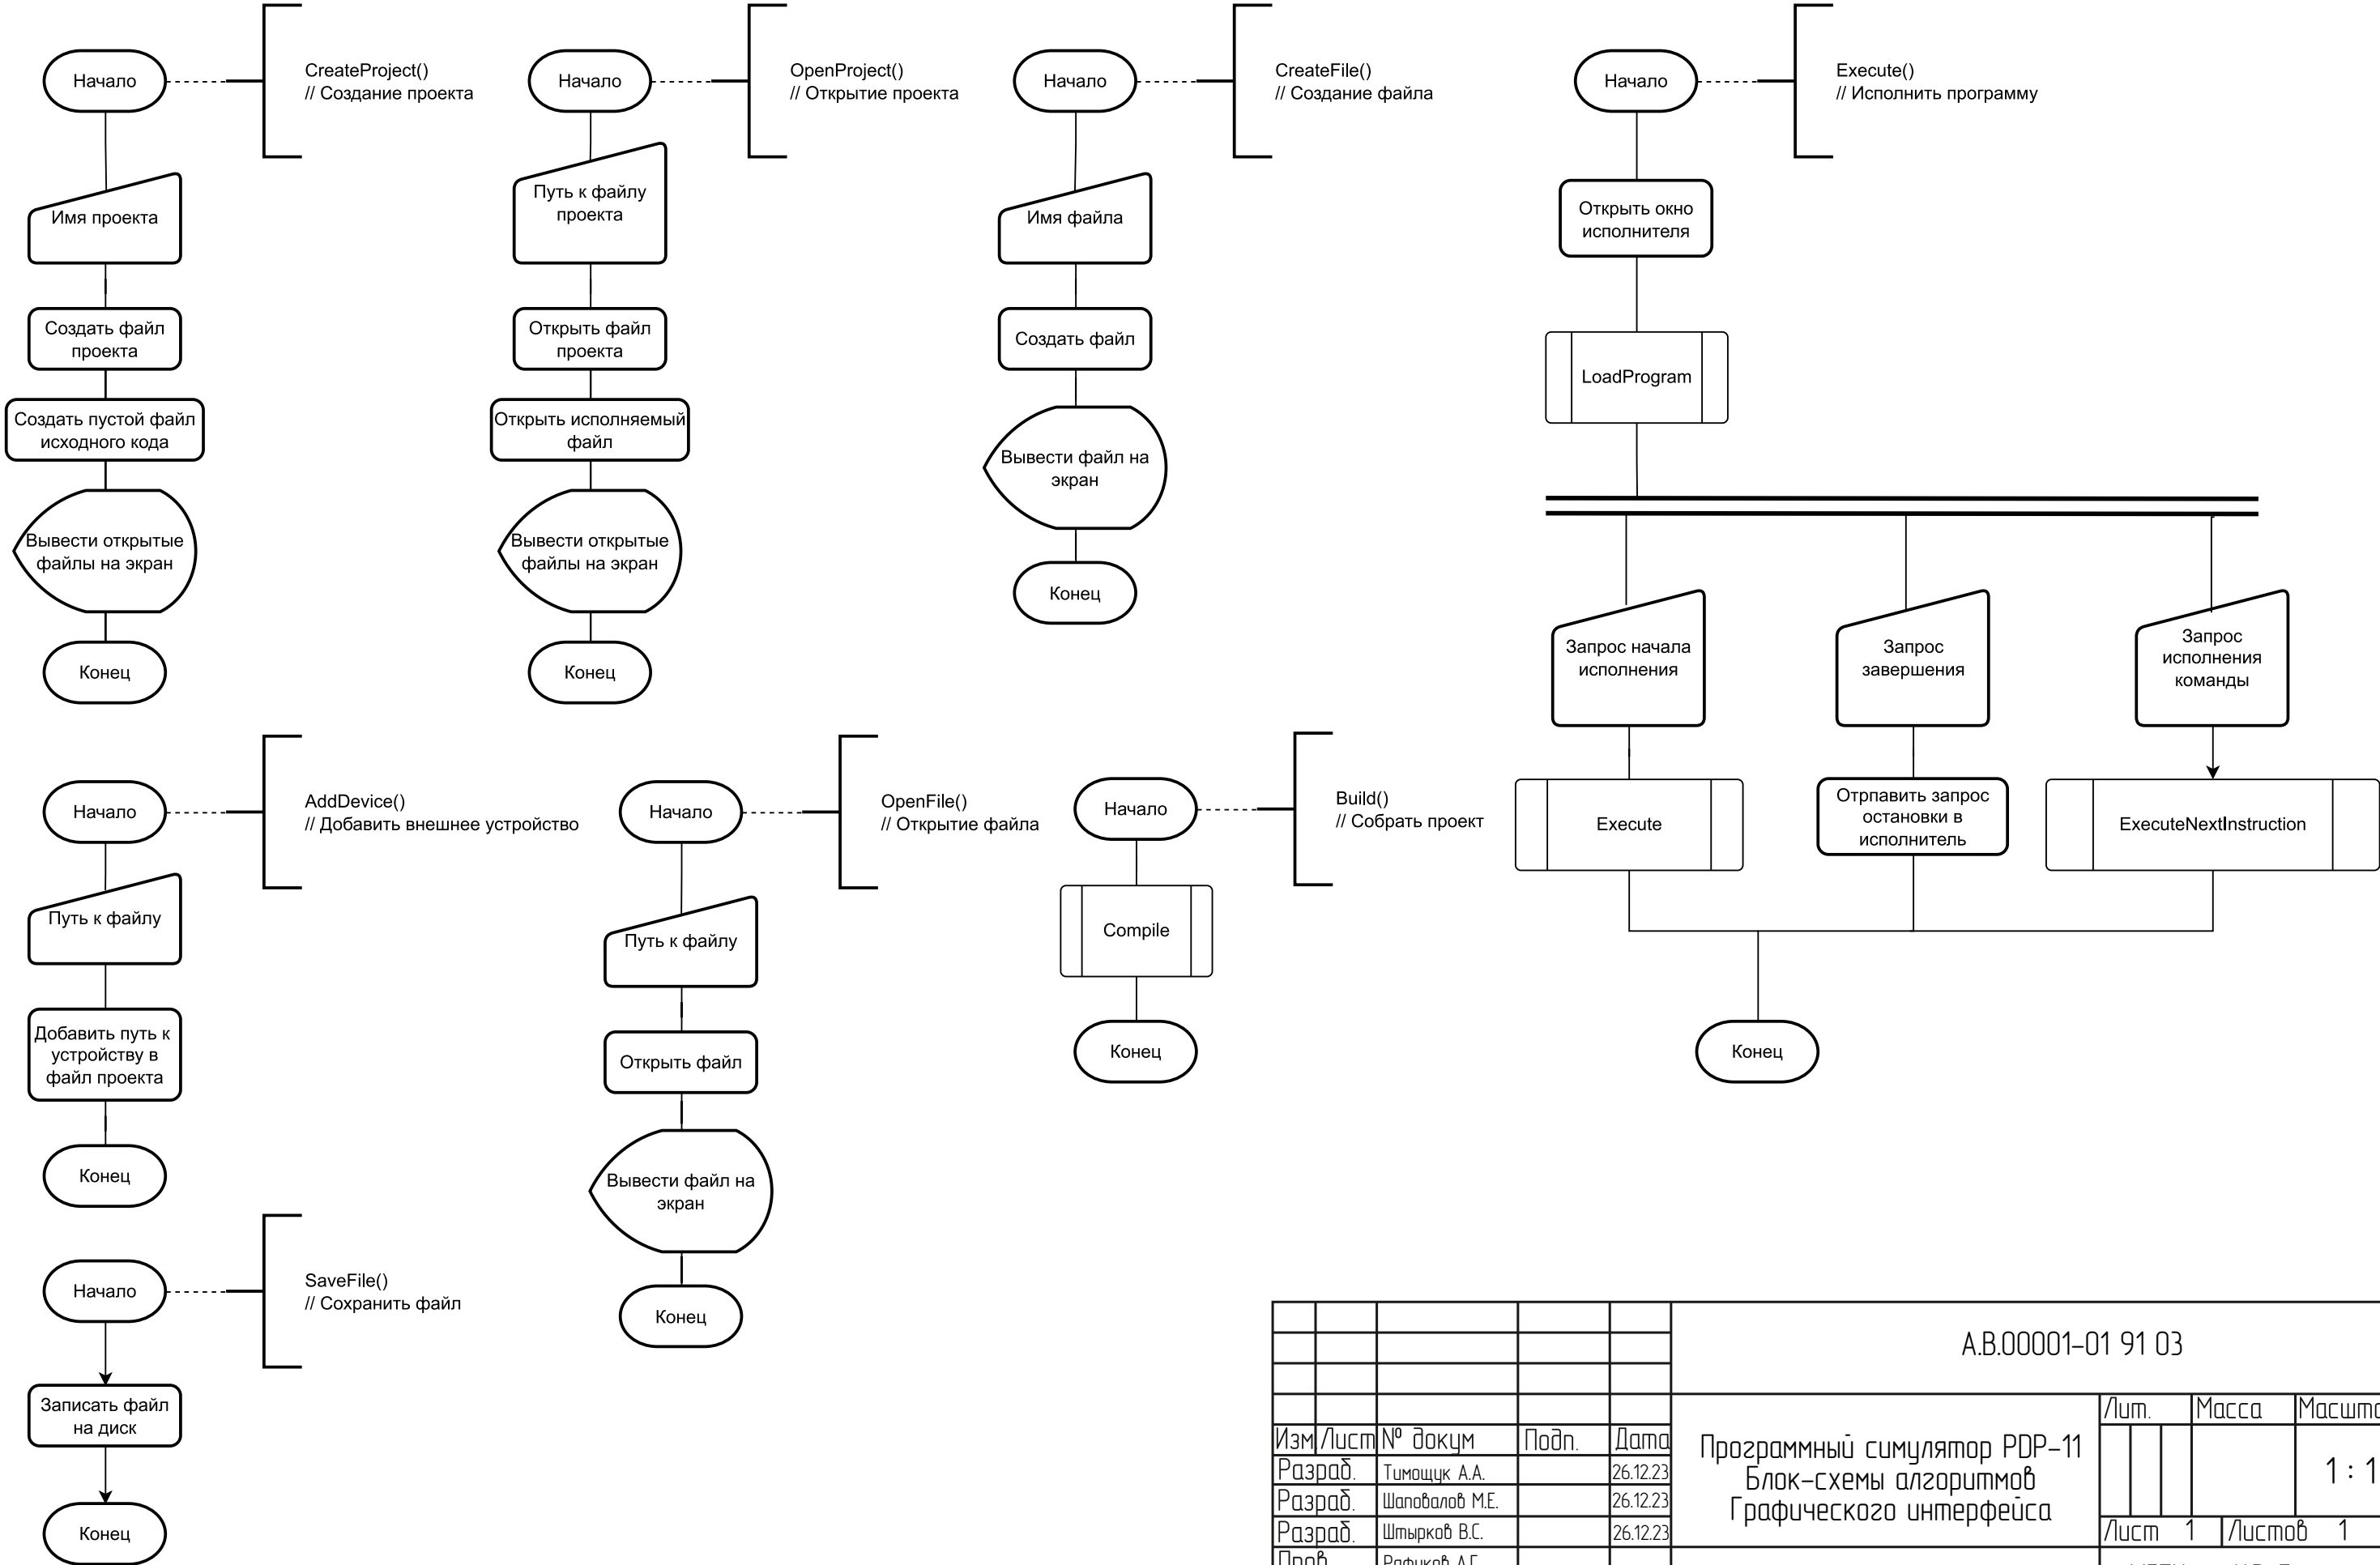 Начало
CreateProject()
// Создание проекта
Имя проекта
Создать файл
проекта
Создать пустой файл
исходного кода
Вывести открытые
файлы на экран
Конец
Начало
OpenProject()
// Открытие проекта
Путь к файлу
проекта
Открыть файл
проекта
Открыть исполняемый
файл
Вывести открытые
файлы на экран
Конец
Начало
CreateFile()
// Создание файла
Имя файла
Создать файл
Вывести файл на
экран
Конец
Начало
Execute()
// Исполнить программу
Открыть окно
исполнителя
LoadProgram
Запрос начала
исполнения
Запрос
завершения
Запрос
исполнения
команды
Execute
Отрпавить запрос
остановки в
исполнитель
ExecuteNextInstruction
Конец
Начало
AddDevice()
// Добавить внешнее устройство
Путь к файлу
Добавить путь к
устройству в
файл проекта
Конец
Начало
OpenFile()
// Открытие файла
Путь к файлу
Открыть файл
Вывести файл на
экран
Конец
Начало
Build()
// Собрать проект
Compile
Конец
Начало
SaveFile()
// Сохранить файл
Записать файл
на диск
Конец
А.В.00001-01 91 03
Изм Лист № докум Подп. Дата
Разраб. Тимощук А.А. 26.12.23
Разраб. Шаповалов М.Е. 26.12.23
Разраб. Штырков В.С. 26.12.23
Программный симулятор PDP-11
Блок-схемы алгоритмов
Графического интерфейса
Лит. Масса
1 : 1
Лист 1 Листов 1